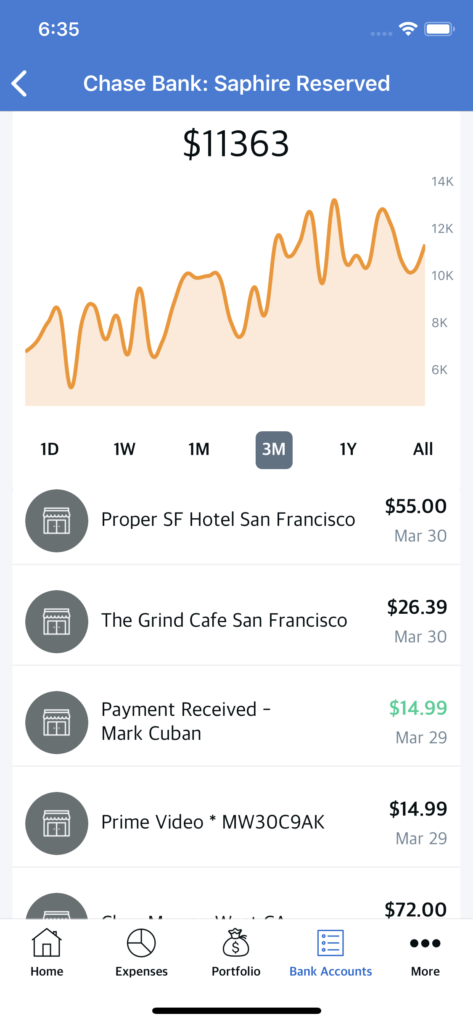 6:35
Chase Bank: Saphire Reserved
$11363
14K
12K
10K
8K
6K
1D 1W 1M 3M 1Y All
Proper SF Hotel San Francisco $55.00
Mar 30
The Grind Cafe San Francisco $26.39
Mar 30
Payment Received -
Mark Cuban
$14.99
Mar 29
Prime Video * MW30C9AK $14.99
Mar 29
$72.00
Home Expenses Portfolio Bank Accounts More